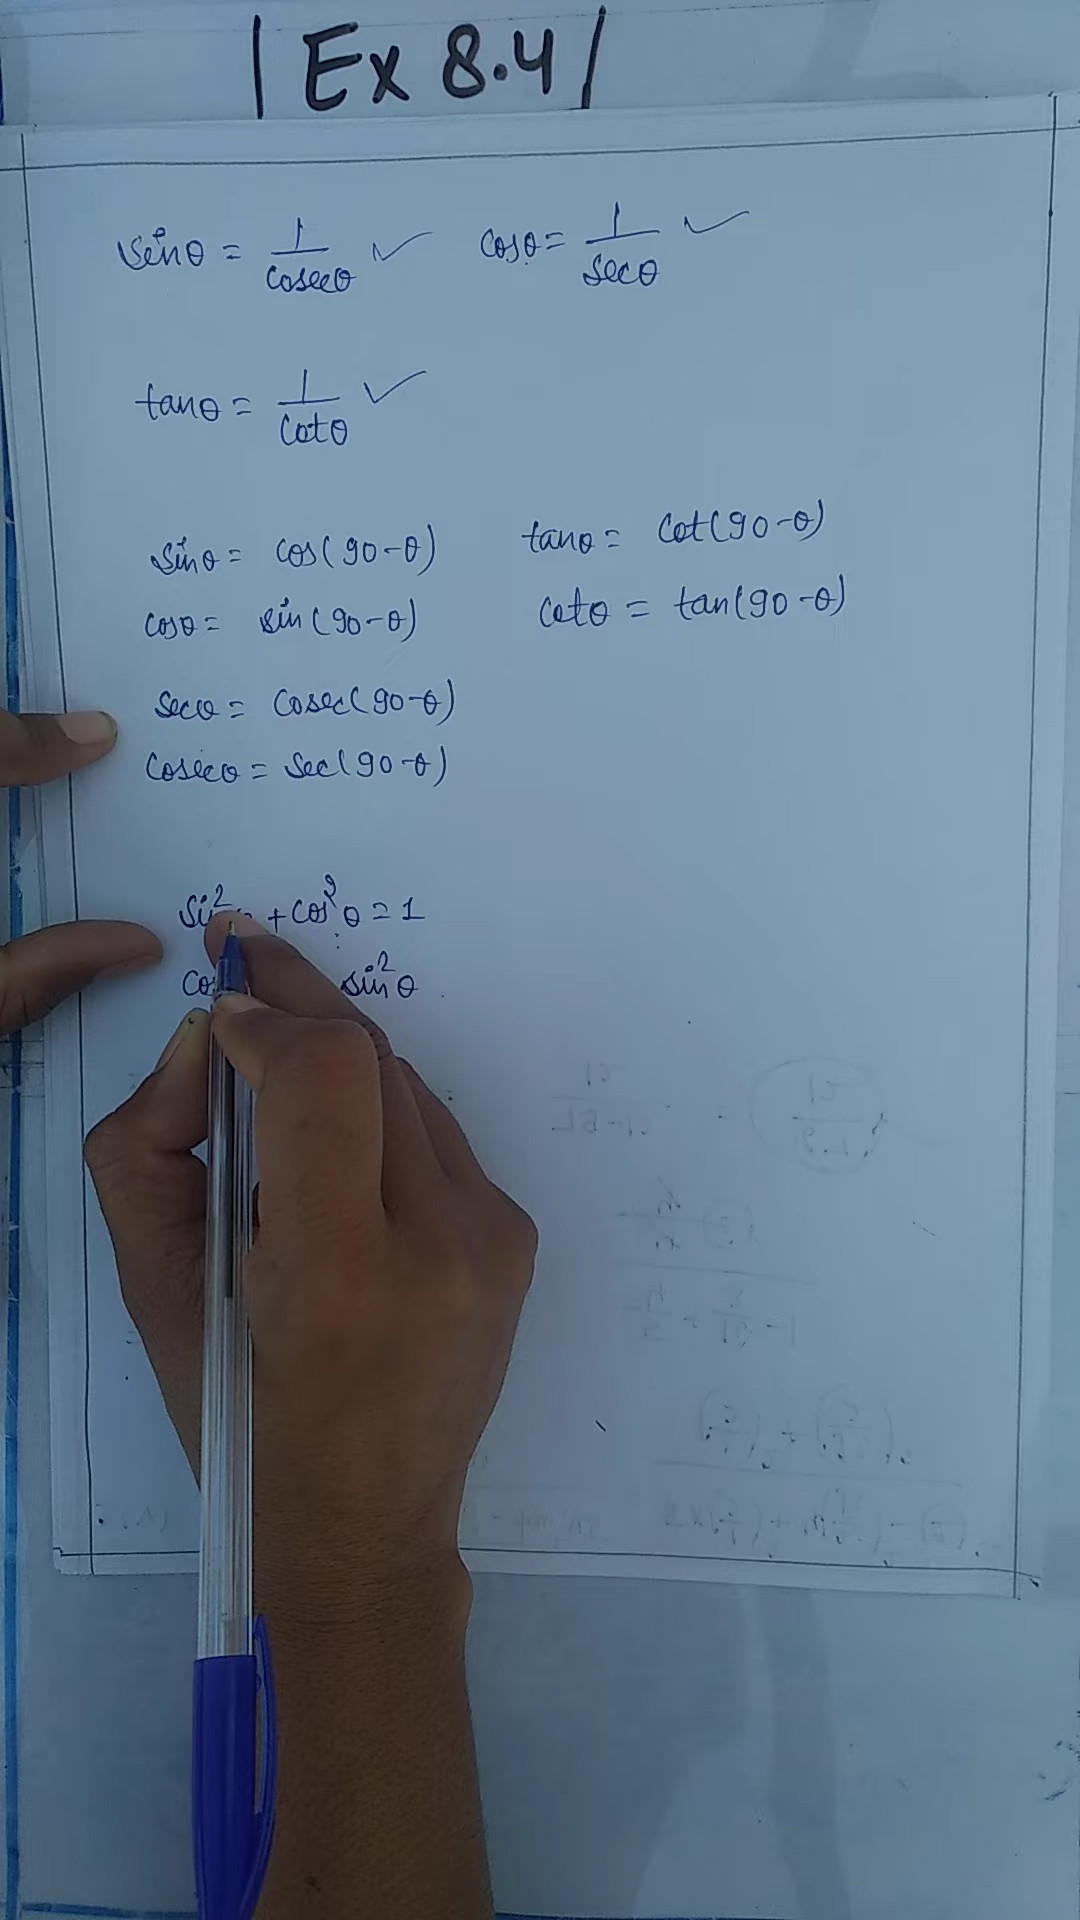 Ex 8.4
sinθ = 1/cosecθ ✓ cosθ = 1/secθ ✓
tanθ = 1/cotθ ✓
sinθ = cos(90-θ) tanθ = cot(90-θ)
cosθ = sin(90-θ) cotθ = tan(90-θ)
secθ = cosec(90-θ)
cosecθ = sec(90-θ)
sin² + cos²θ = 1
sin²θ